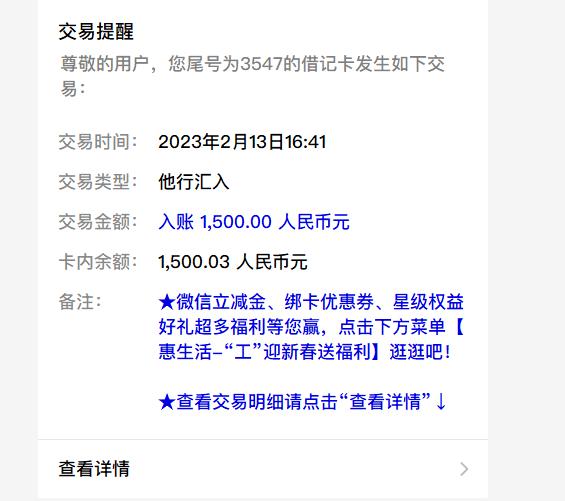 交易提醒
尊敬的用户，您尾号为3547的借记卡发生如下交
易：
交易时间： 2023年2月13日16:41
交易类型： 他行汇入
交易金额： 入账 1,500.00 人民币元
卡内余额： 1,500.03 人民币元
备注： ★微信立减金、绑卡优惠券、星级权益
好礼超多福利等您赢，点击下方菜单【
惠生活-“工”迎新春送福利】逛逛吧！
★查看交易明细请点击“查看详情”↓
查看详情